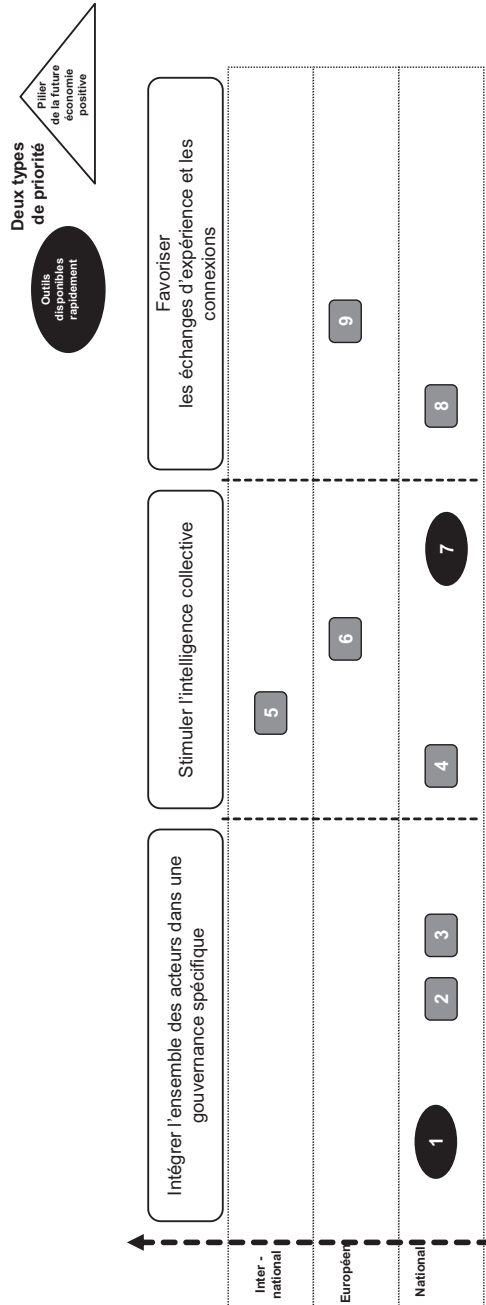 Deux types
de priorité
Outils
disponibles
rapidement
Pilier
de la future
économie
positive
Intégrer l'ensemble des acteurs dans une
gouvernance spécifique
Stimuler l'intelligence collective
Favoriser
les échanges d'expérience et les
connexions
Inter -
national
5
Européen
6
9
National
1
2
3
4
7
8